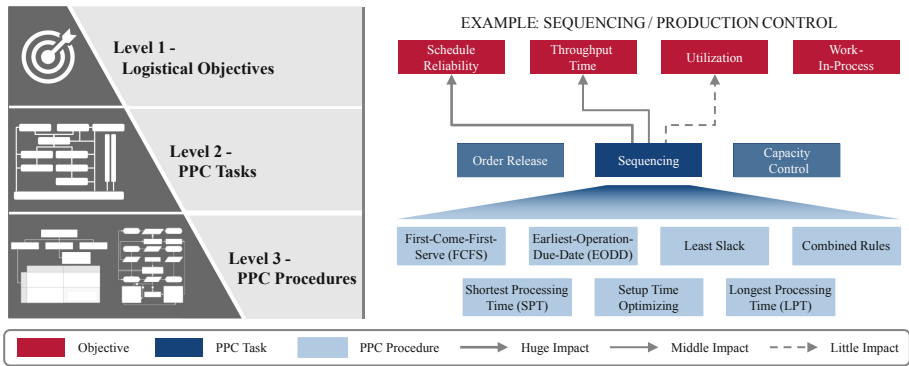 Level 1 -
Logistical Objectives
Level 2 -
PPC Tasks
Level 3 -
PPC Procedures
EXAMPLE: SEQUENCING / PRODUCTION CONTROL
Schedule
Reliability
Throughput
Time
Utilization
Work-
In-Process
Order Release
Sequencing
Capacity
Control
First-Come-First-
Serve (FCFS)
Earliest-Operation-
Due-Date (EODD)
Least Slack
Combined Rules
Shortest Processing
Time (SPT)
Setup Time
Optimizing
Longest Processing
Time (LPT)
Objective
PPC Task
PPC Procedure
Huge Impact
Middle Impact
Little Impact